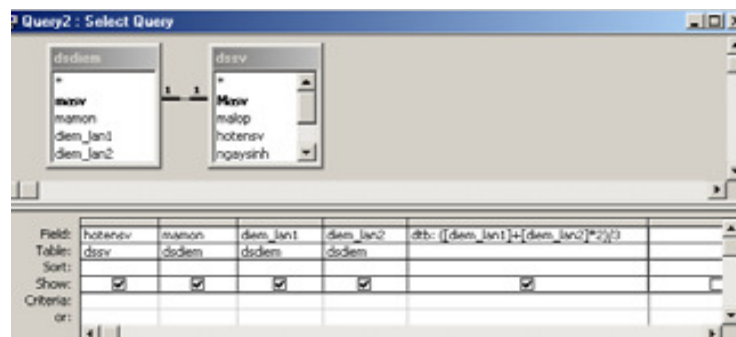 Query2 : Select Query
dsdiem
*
masv
mamon
diem_lan1
diem_lan2
1 1
dssv
*
Masv
malop
hotensv
ngaysinh
Field: hotensv mamon diem_lan1 diem_lan2 dtb: ([diem_lan1]+[diem_lan2]*2)/3
Table: dssv dsdiem dsdiem dsdiem
Sort:
Show:
Criteria:
or: